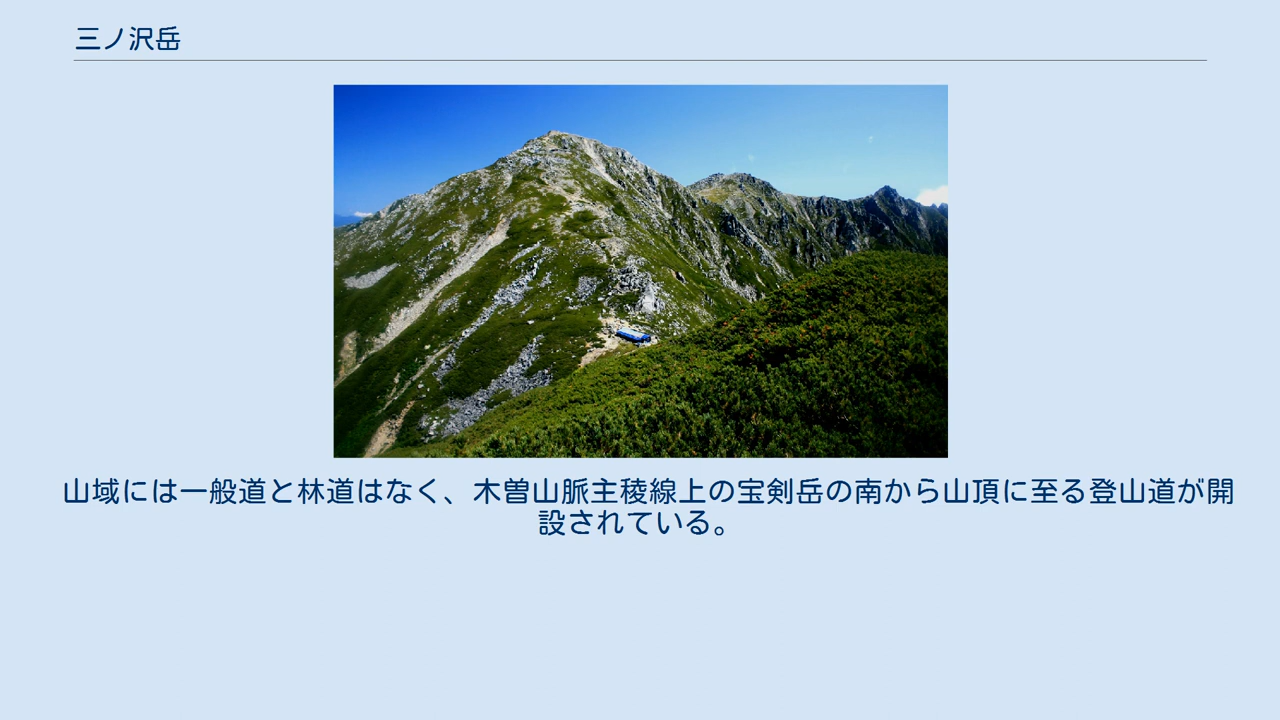 三ノ沢岳
山域には一般道と林道はなく、木曽山脈主稜線上の宝剣岳の南から山頂に至る登山道が開
設されている。